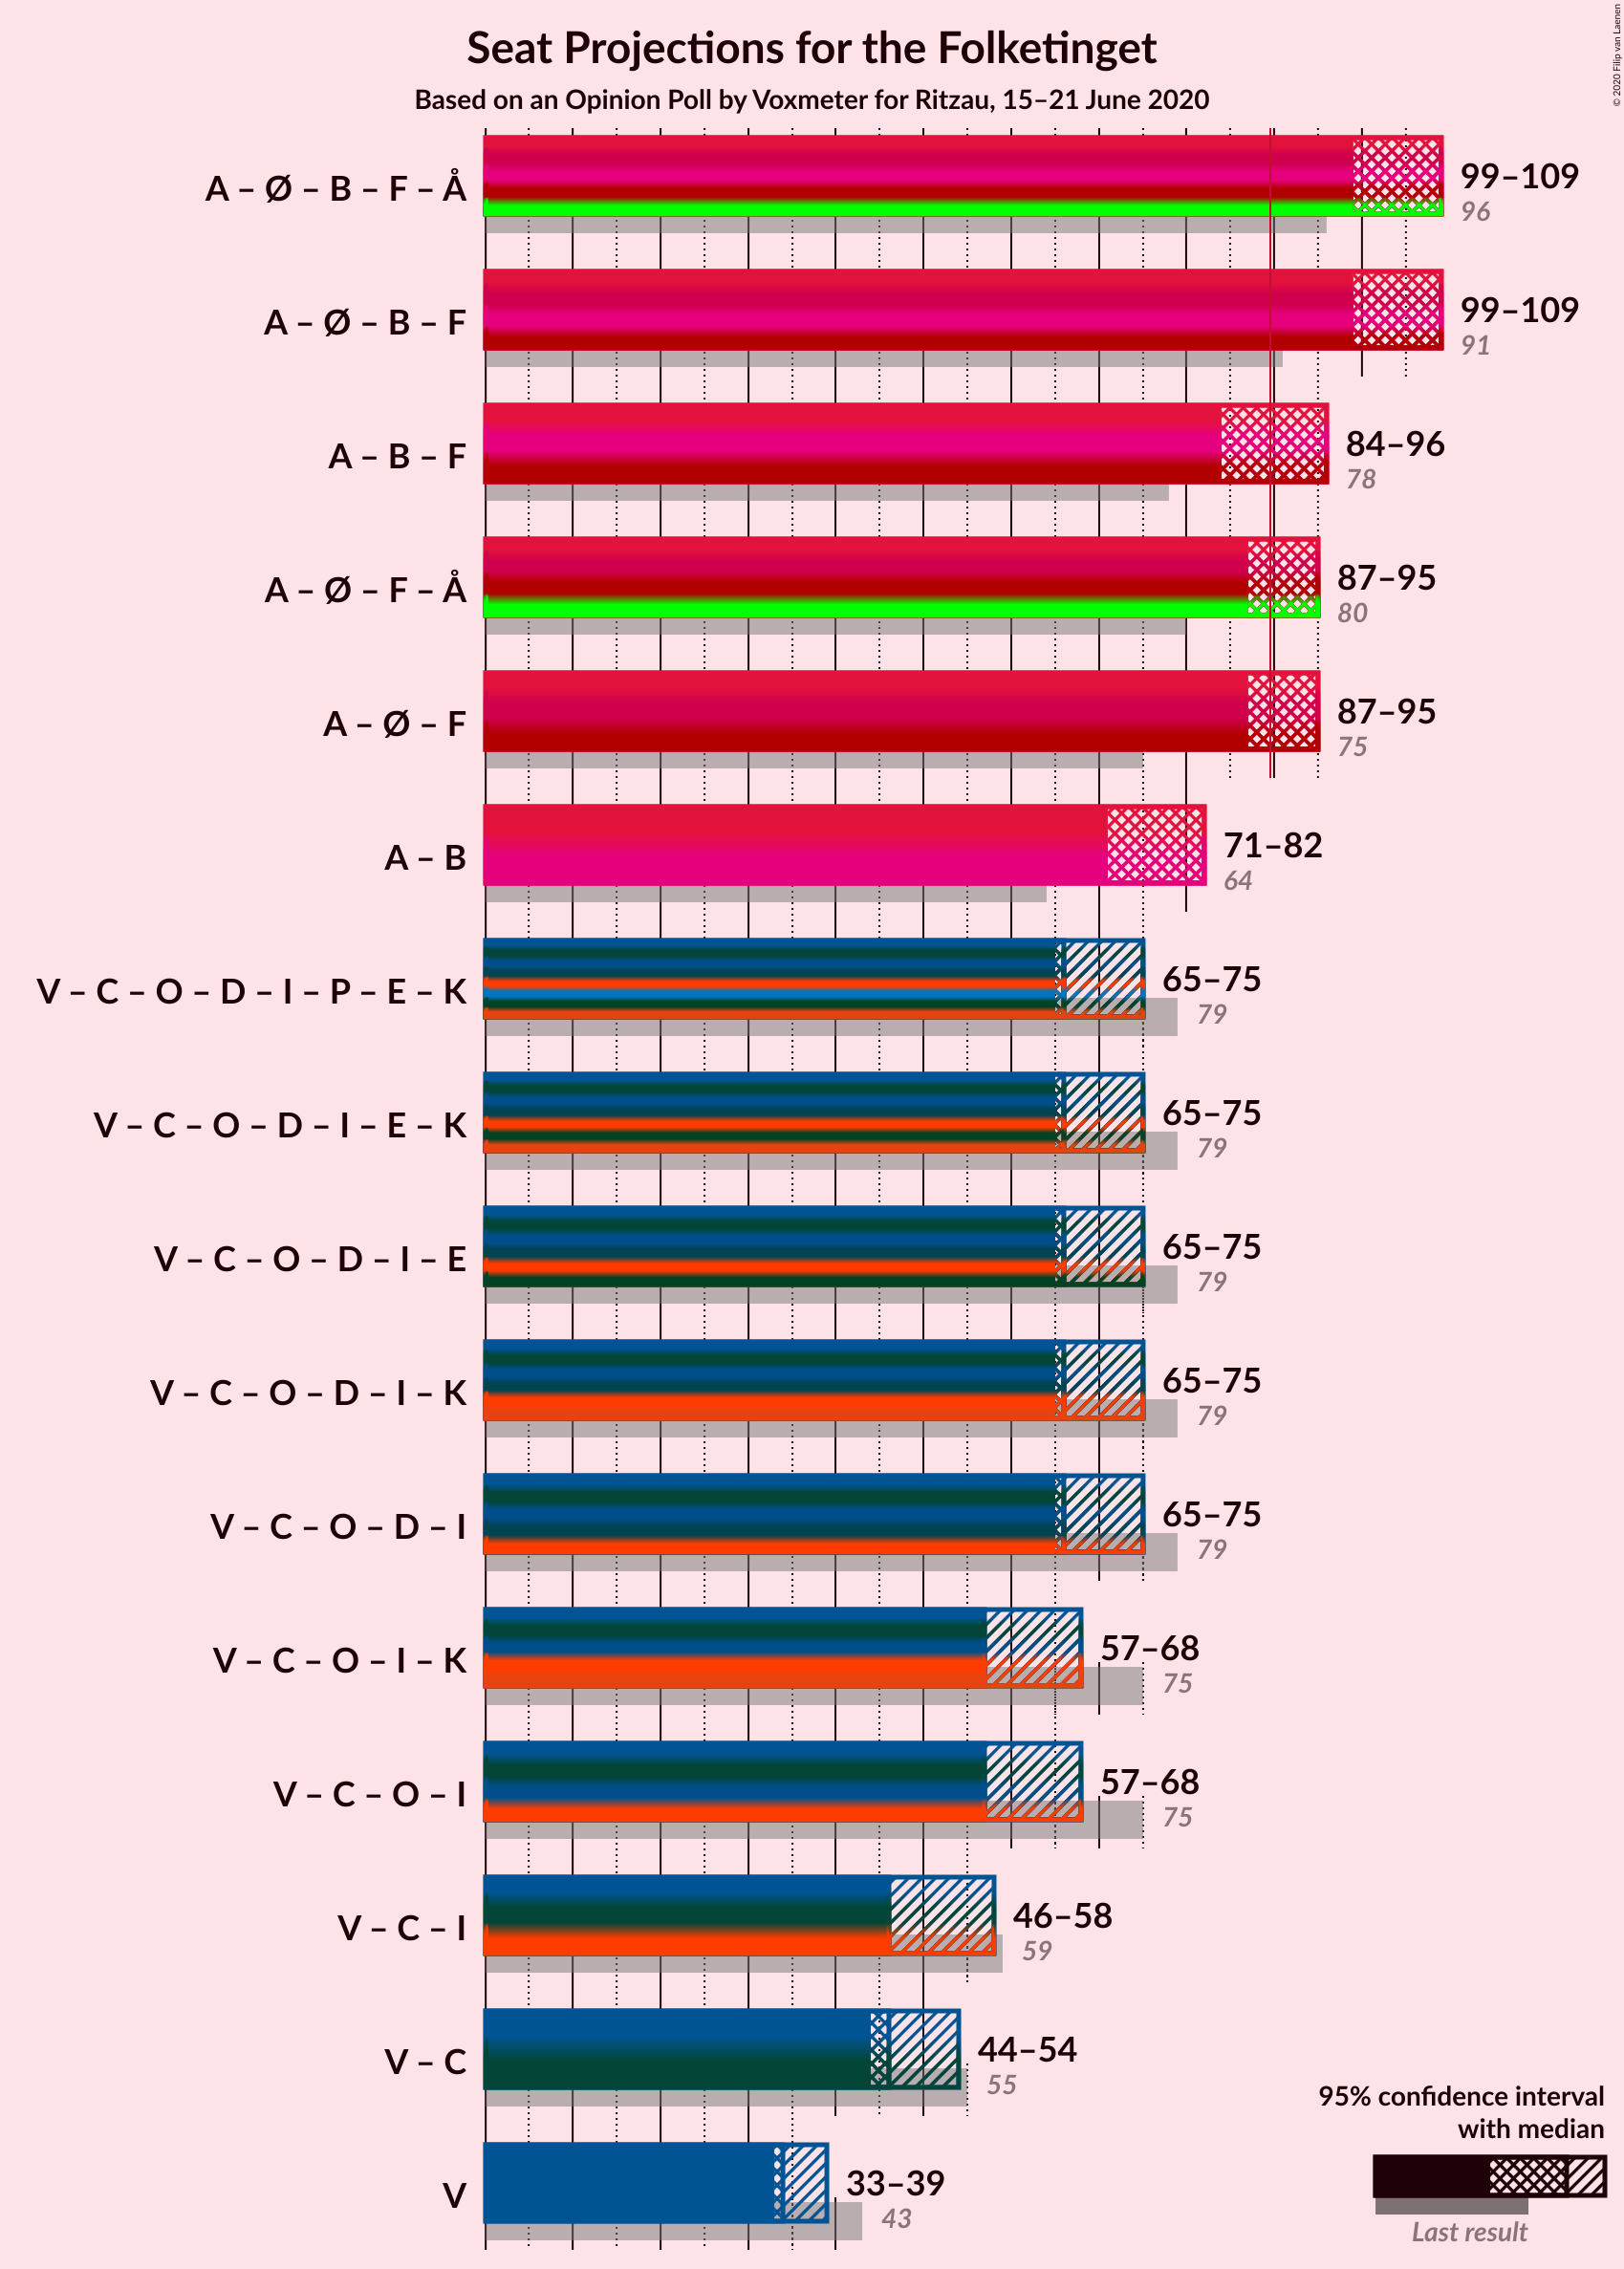 Seat Projections for the Folketinget
Based on an Opinion Poll by Voxmeter for Ritzau, 15–21 June 2020
© 2020 Filip van Laenen
A – Ø – B – F – Å
99–109
96
A – Ø – B – F
99–109
91
A – B – F
84–96
78
A – Ø – F – Å
87–95
80
A – Ø – F
87–95
75
A – B
71–82
64
V – C – O – D – I – P – E – K
65–75
79
V – C – O – D – I – E – K
65–75
79
V – C – O – D – I – E
65–75
79
V – C – O – D – I – K
65–75
79
V – C – O – D – I
65–75
79
V – C – O – I – K
57–68
75
V – C – O – I
57–68
75
V – C – I
46–58
59
V – C
44–54
55
V
33–39
43
95% confidence interval
with median
Last result